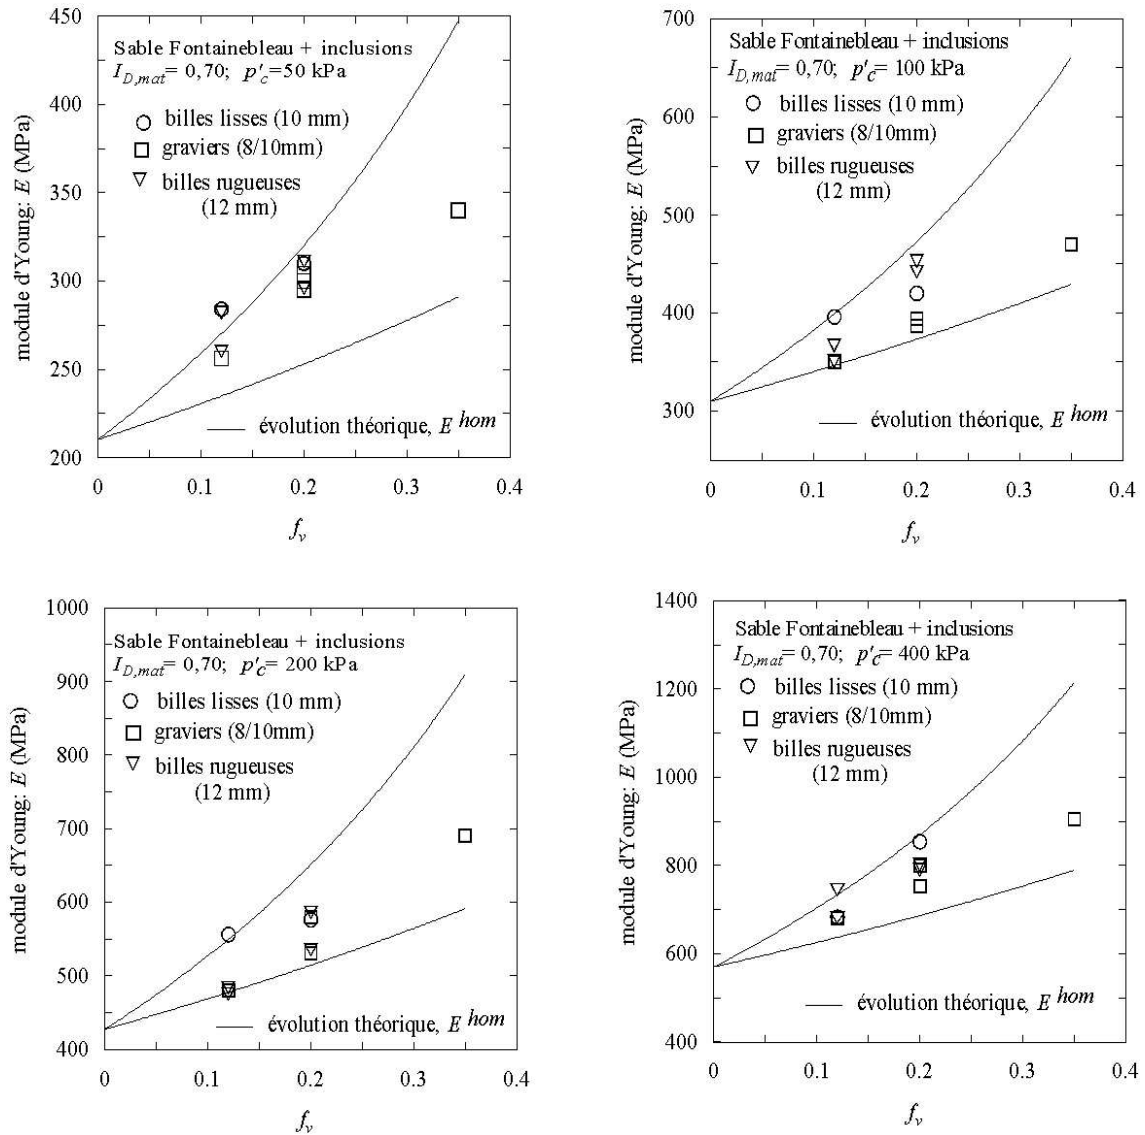 Sable Fontainebleau + inclusions
I_D,mat = 0,70; p'c=50 kPa
billes lisses (10 mm)
graviers (8/10mm)
billes rugueuses
(12 mm)
évolution théorique, E hom
module d'Young: E (MPa)
450
400
350
300
250
200
0 0.1 0.2 0.3 0.4
fv
Sable Fontainebleau + inclusions
I_D,mat = 0,70; p'c= 100 kPa
billes lisses (10 mm)
graviers (8/10mm)
billes rugueuses
(12 mm)
évolution théorique, E hom
module d'Young: E (MPa)
700
600
500
400
300
0 0.1 0.2 0.3 0.4
fv
Sable Fontainebleau + inclusions
I_D,mat = 0,70; p'c= 200 kPa
billes lisses (10 mm)
graviers (8/10mm)
billes rugueuses
(12 mm)
évolution théorique, E hom
module d'Young: E (MPa)
1000
900
800
700
600
500
400
0 0.1 0.2 0.3 0.4
fv
Sable Fontainebleau + inclusions
I_D,mat = 0,70; p'c= 400 kPa
billes lisses (10 mm)
graviers (8/10mm)
billes rugueuses
(12 mm)
évolution théorique, E hom
module d'Young: E (MPa)
1400
1200
1000
800
600
400
0 0.1 0.2 0.3 0.4
fv